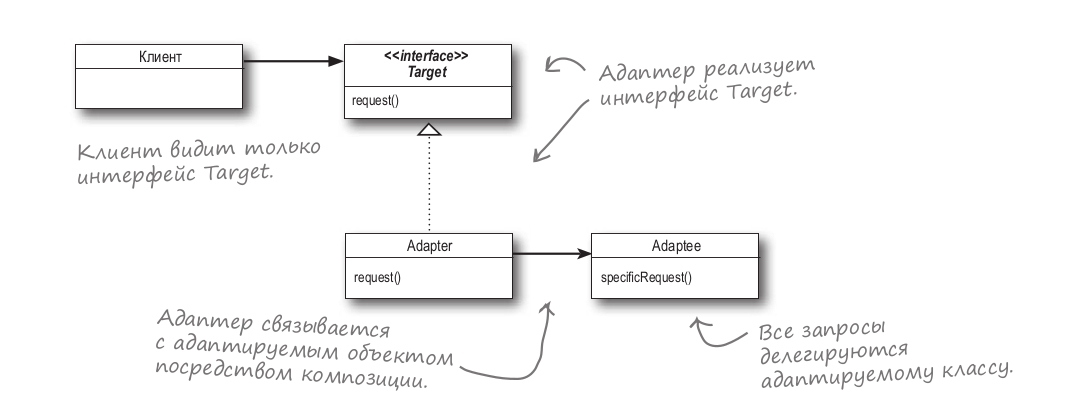 Клиент
<<interface>>
Target
request()
Адаптер реализует
интерфейс Target.
Клиент видит только
интерфейс Target.
Adapter
request()
Adaptee
specificRequest()
Адаптер связывается
с адаптируемым объектом
посредством композиции.
Все запросы
делегируются
адаптируемому классу.